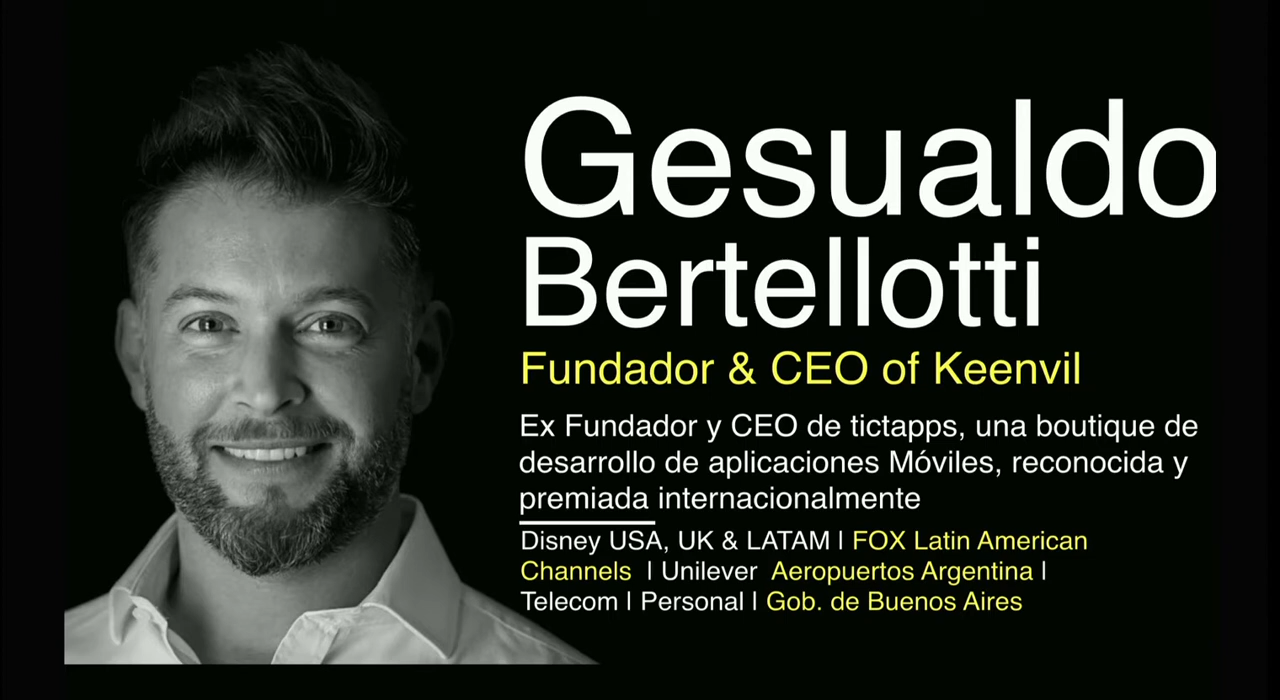 Gesualdo
Bertellotti
Fundador & CEO of Keenvil
Ex Fundador y CEO de tictapps, una boutique de
desarrollo de aplicaciones Móviles, reconocida y
premiada internacionalmente
Disney USA, UK & LATAM | FOX Latin American
Channels | Unilever Aeropuertos Argentina |
Telecom | Personal | Gob. de Buenos Aires